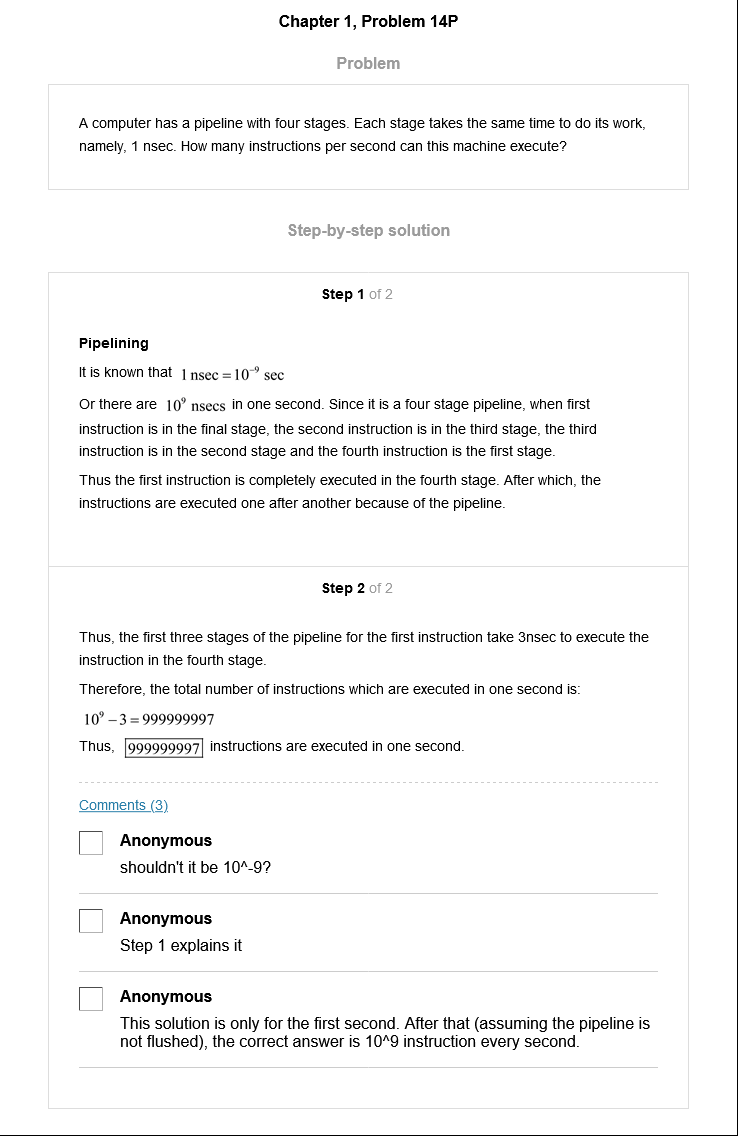 Chapter 1, Problem 14P
Problem
A computer has a pipeline with four stages. Each stage takes the same time to do its work,
namely, 1 nsec. How many instructions per second can this machine execute?
Step-by-step solution
Step 1 of 2
Pipelining
It is known that 1 nsec = 10⁻⁹ sec
Or there are 10⁹ nsecs in one second. Since it is a four stage pipeline, when first
instruction is in the final stage, the second instruction is in the third stage, the third
instruction is in the second stage and the fourth instruction is the first stage.
Thus the first instruction is completely executed in the fourth stage. After which, the
instructions are executed one after another because of the pipeline.
Step 2 of 2
Thus, the first three stages of the pipeline for the first instruction take 3nsec to execute the
instruction in the fourth stage.
Therefore, the total number of instructions which are executed in one second is:
10⁹ – 3 = 999999997
Thus, 999999997 instructions are executed in one second.
Comments (3)
Anonymous
shouldn't it be 10^-9?
Anonymous
Step 1 explains it
Anonymous
This solution is only for the first second. After that (assuming the pipeline is
not flushed), the correct answer is 10^9 instruction every second.